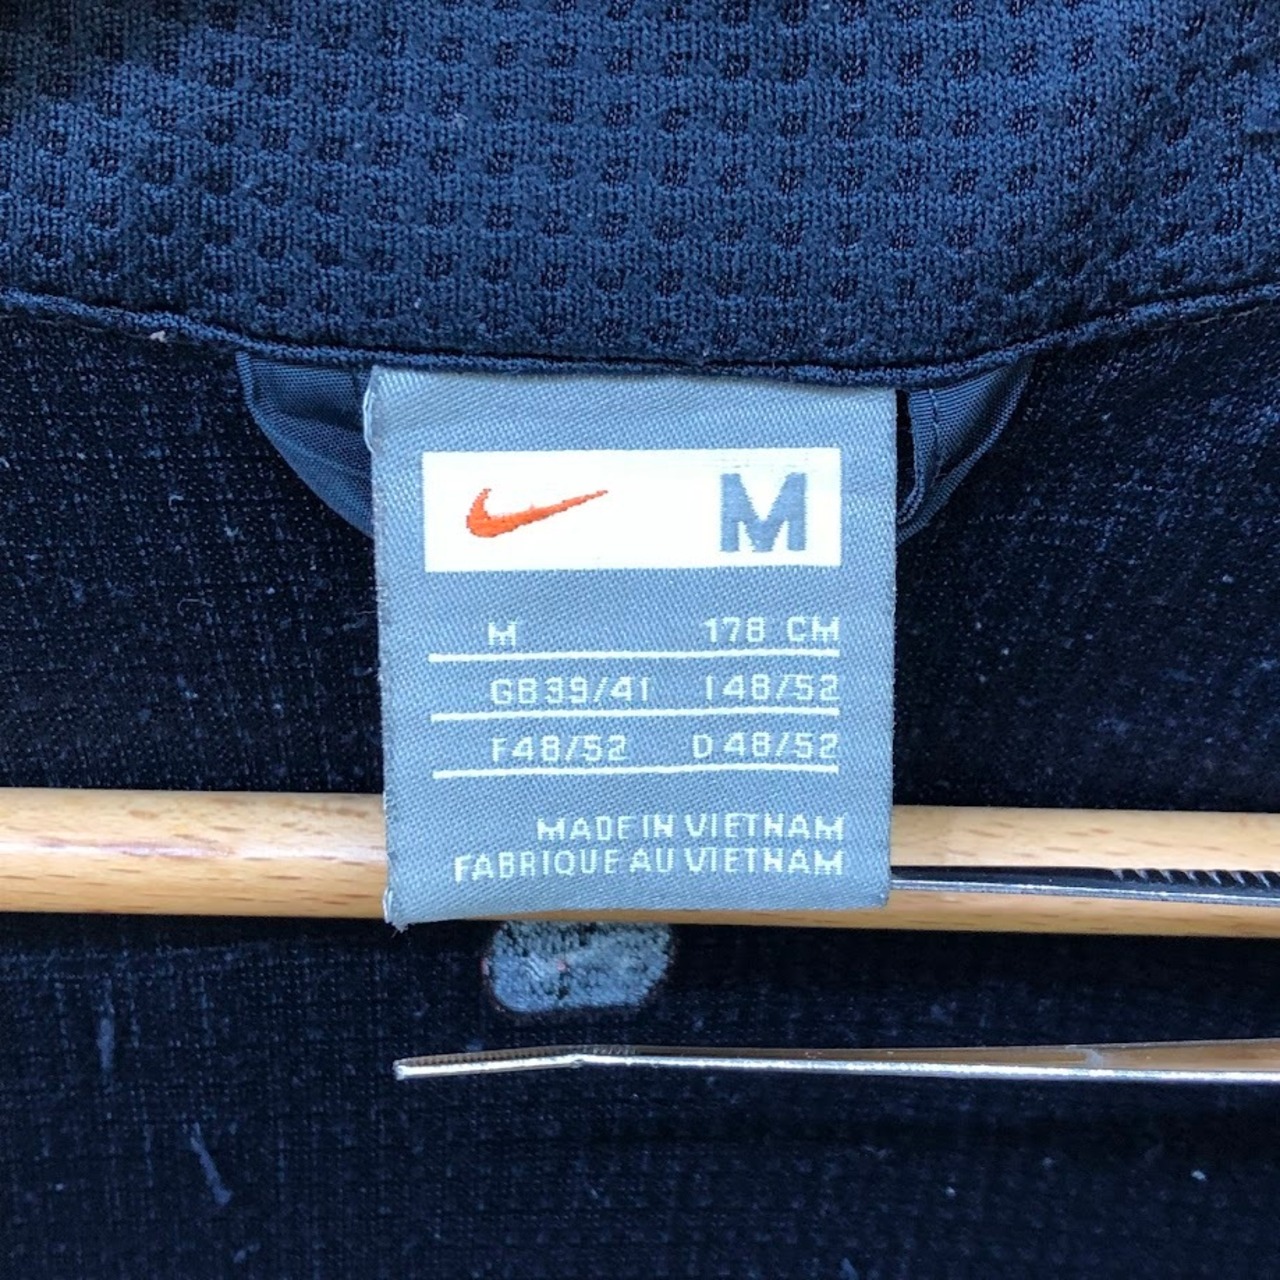 M
M 178 CM
GB39/41 I48/52
F48/52 D48/52
MADE IN VIETNAM
FABRIQUE AU VIETNAM